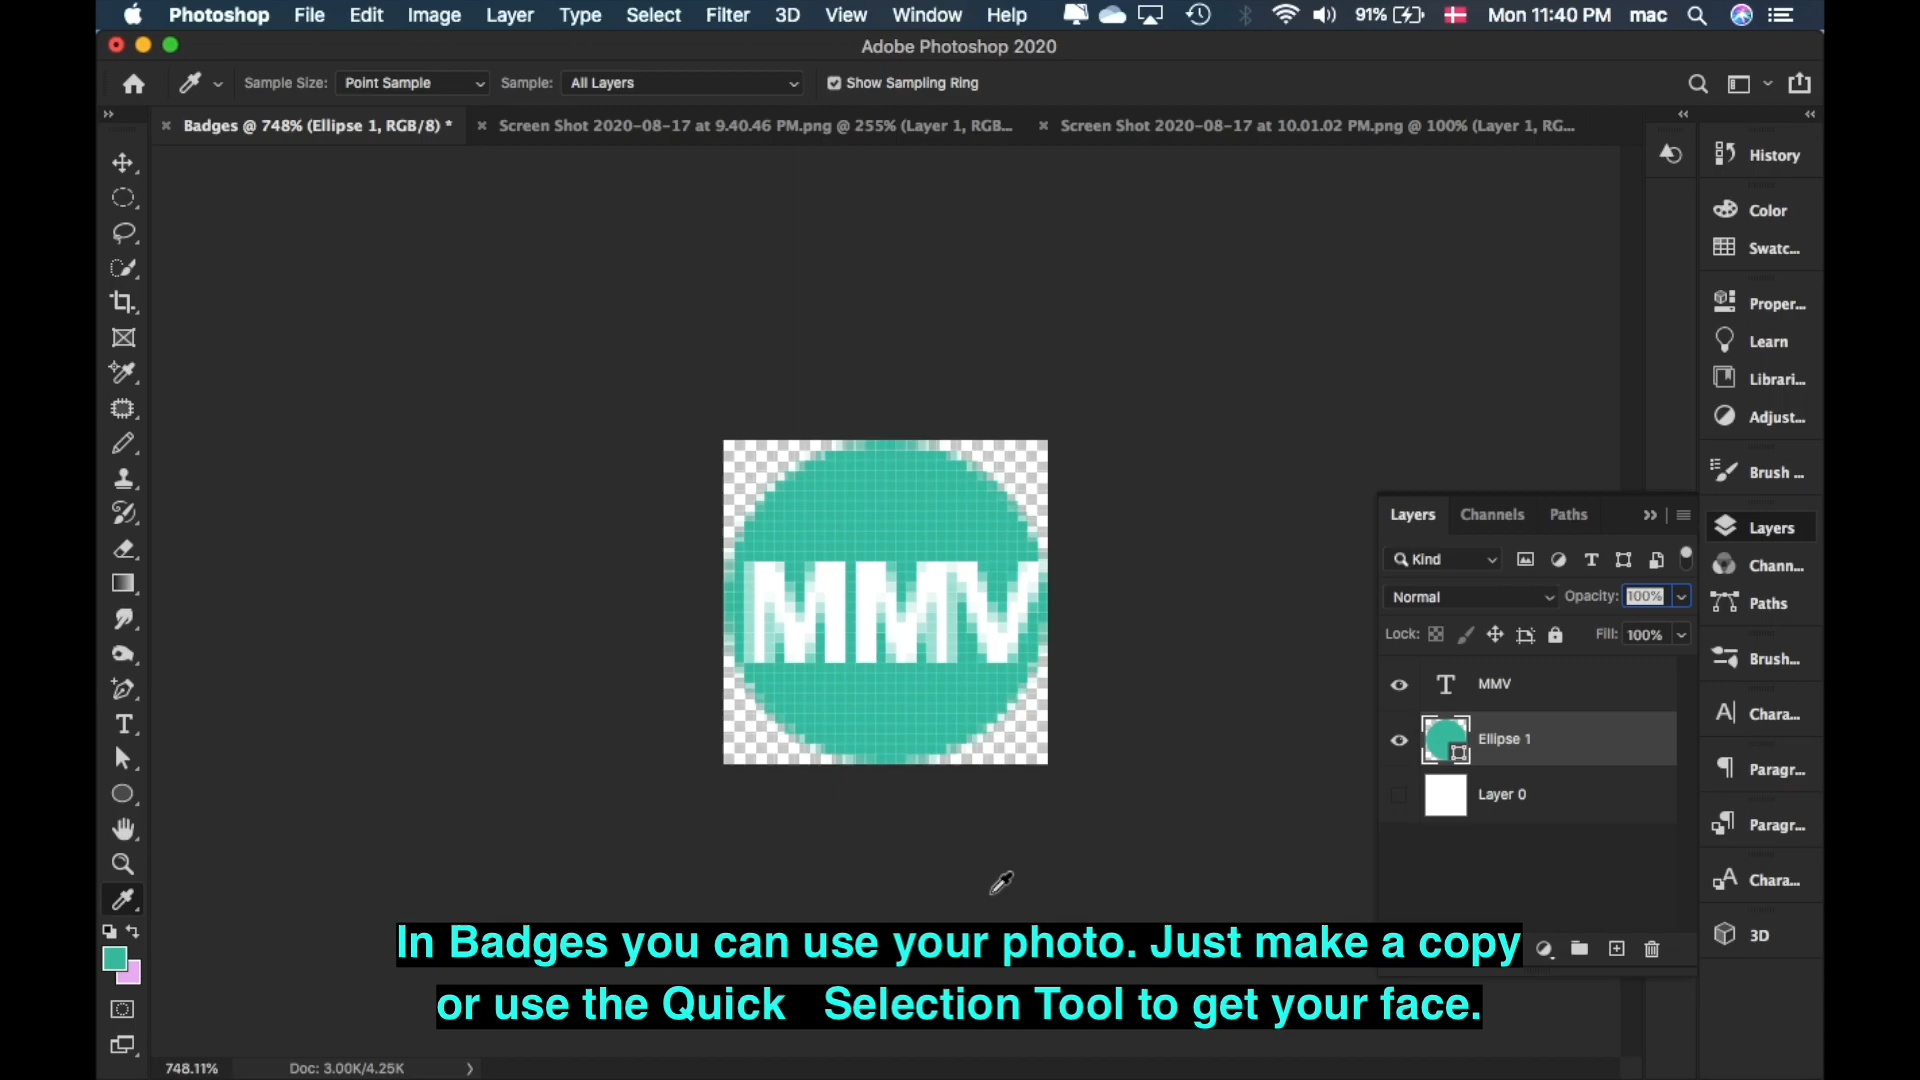 Photoshop File Edit Image Layer Type Select Filter 3D View Window Help 91% Mon 11:40 PM mac
Adobe Photoshop 2020
Sample Size: Point Sample Sample: All Layers Show Sampling Ring
Badges @ 748% (Ellipse 1, RGB/8) * Screen Shot 2020-08-17 at 9.40.46 PM.png @ 255% (Layer 1, RGB... Screen Shot 2020-08-17 at 10.01.02 PM.png @ 100% (Layer 1, RG...
History
Color
Swatc...
Proper...
Learn
Librari...
Adjust...
Brush ...
Layers
Chann...
Paths
Brush...
Chara...
Paragr...
Paragr...
Chara...
3D
MMV
Layers Channels Paths
Kind
Normal Opacity: 100%
Lock: Fill: 100%
MMV
Ellipse 1
Layer 0
In Badges you can use your photo. Just make a copy
or use the Quick Selection Tool to get your face.
748.11% Doc: 3.00K/4.25K